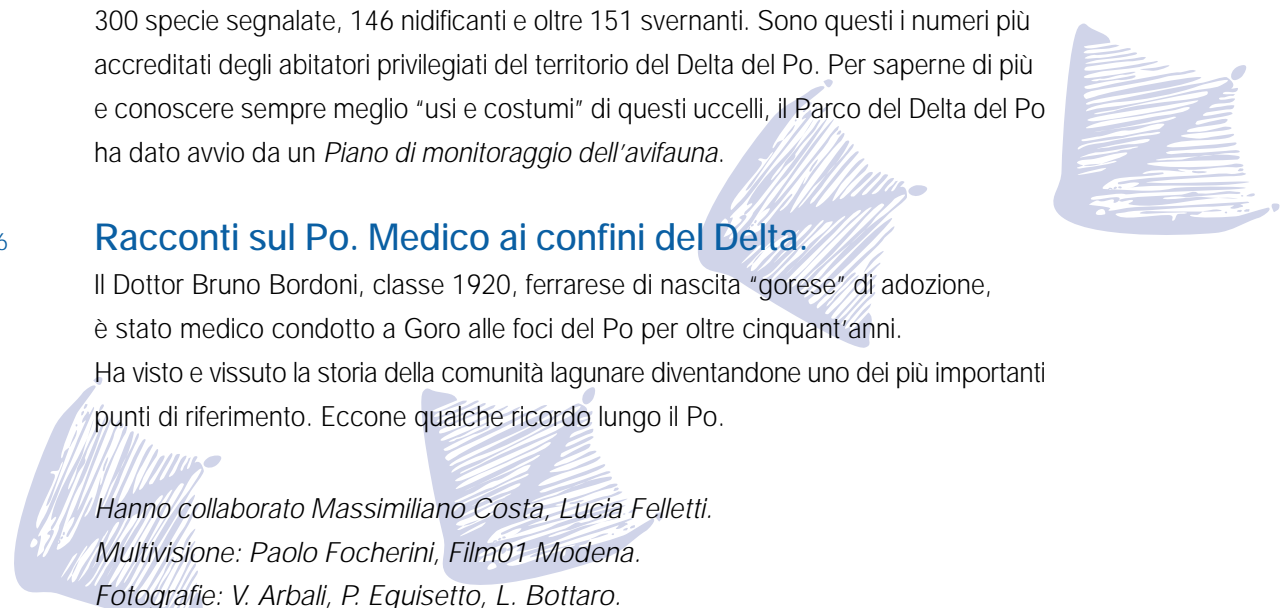 300 specie segnalate, 146 nidificanti e oltre 151 svernanti. Sono questi i numeri più
accreditati degli abitatori privilegiati del territorio del Delta del Po. Per saperne di più
e conoscere sempre meglio “usi e costumi” di questi uccelli, il Parco del Delta del Po
ha dato avvio da un Piano di monitoraggio dell’avifauna.
6 Racconti sul Po. Medico ai confini del Delta.
Il Dottor Bruno Bordoni, classe 1920, ferrarese di nascita “gorese” di adozione,
è stato medico condotto a Goro alle foci del Po per oltre cinquant’anni.
Ha visto e vissuto la storia della comunità lagunare diventandone uno dei più importanti
punti di riferimento. Eccone qualche ricordo lungo il Po.
Hanno collaborato Massimiliano Costa, Lucia Felletti.
Multivisione: Paolo Focherini, Film01 Modena.
Fotografie: V. Arbali, P. Equisetto, L. Bottaro.